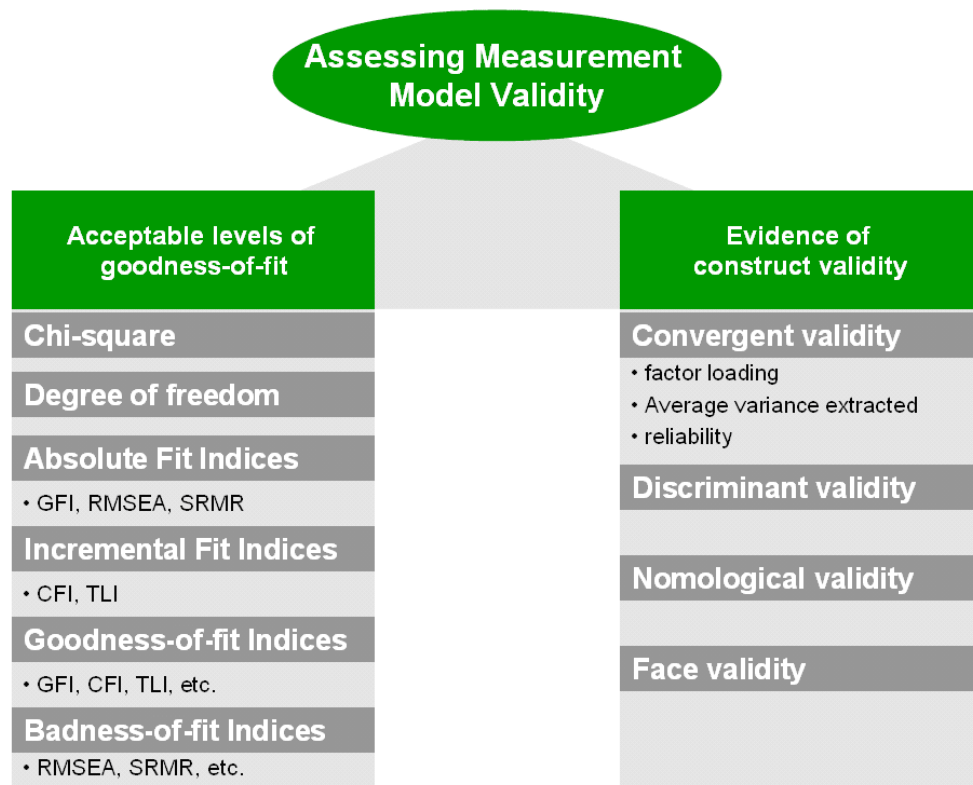 Assessing Measurement
Model Validity
Acceptable levels of
goodness-of-fit
Chi-square
Degree of freedom
Absolute Fit Indices
• GFI, RMSEA, SRMR
Incremental Fit Indices
• CFI, TLI
Goodness-of-fit Indices
• GFI, CFI, TLI, etc.
Badness-of-fit Indices
• RMSEA, SRMR, etc.
Evidence of
construct validity
Convergent validity
• factor loading
• Average variance extracted
• reliability
Discriminant validity
Nomological validity
Face validity